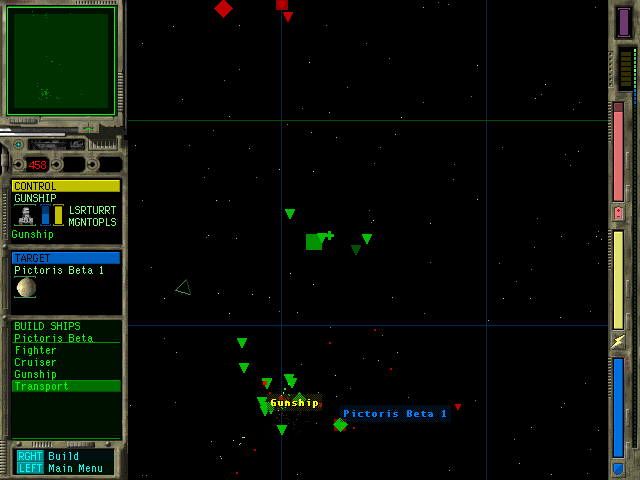 458
CONTROL
GUNSHIP
LSRTURRT
MGNTOPLS
Gunship
TARGET
Pictoris Beta 1
BUILD SHIPS
Pictoris Beta
Fighter
Cruiser
Gunship
Transport
RGHT Build
LEFT Main Menu
Gunship
Pictoris Beta 1